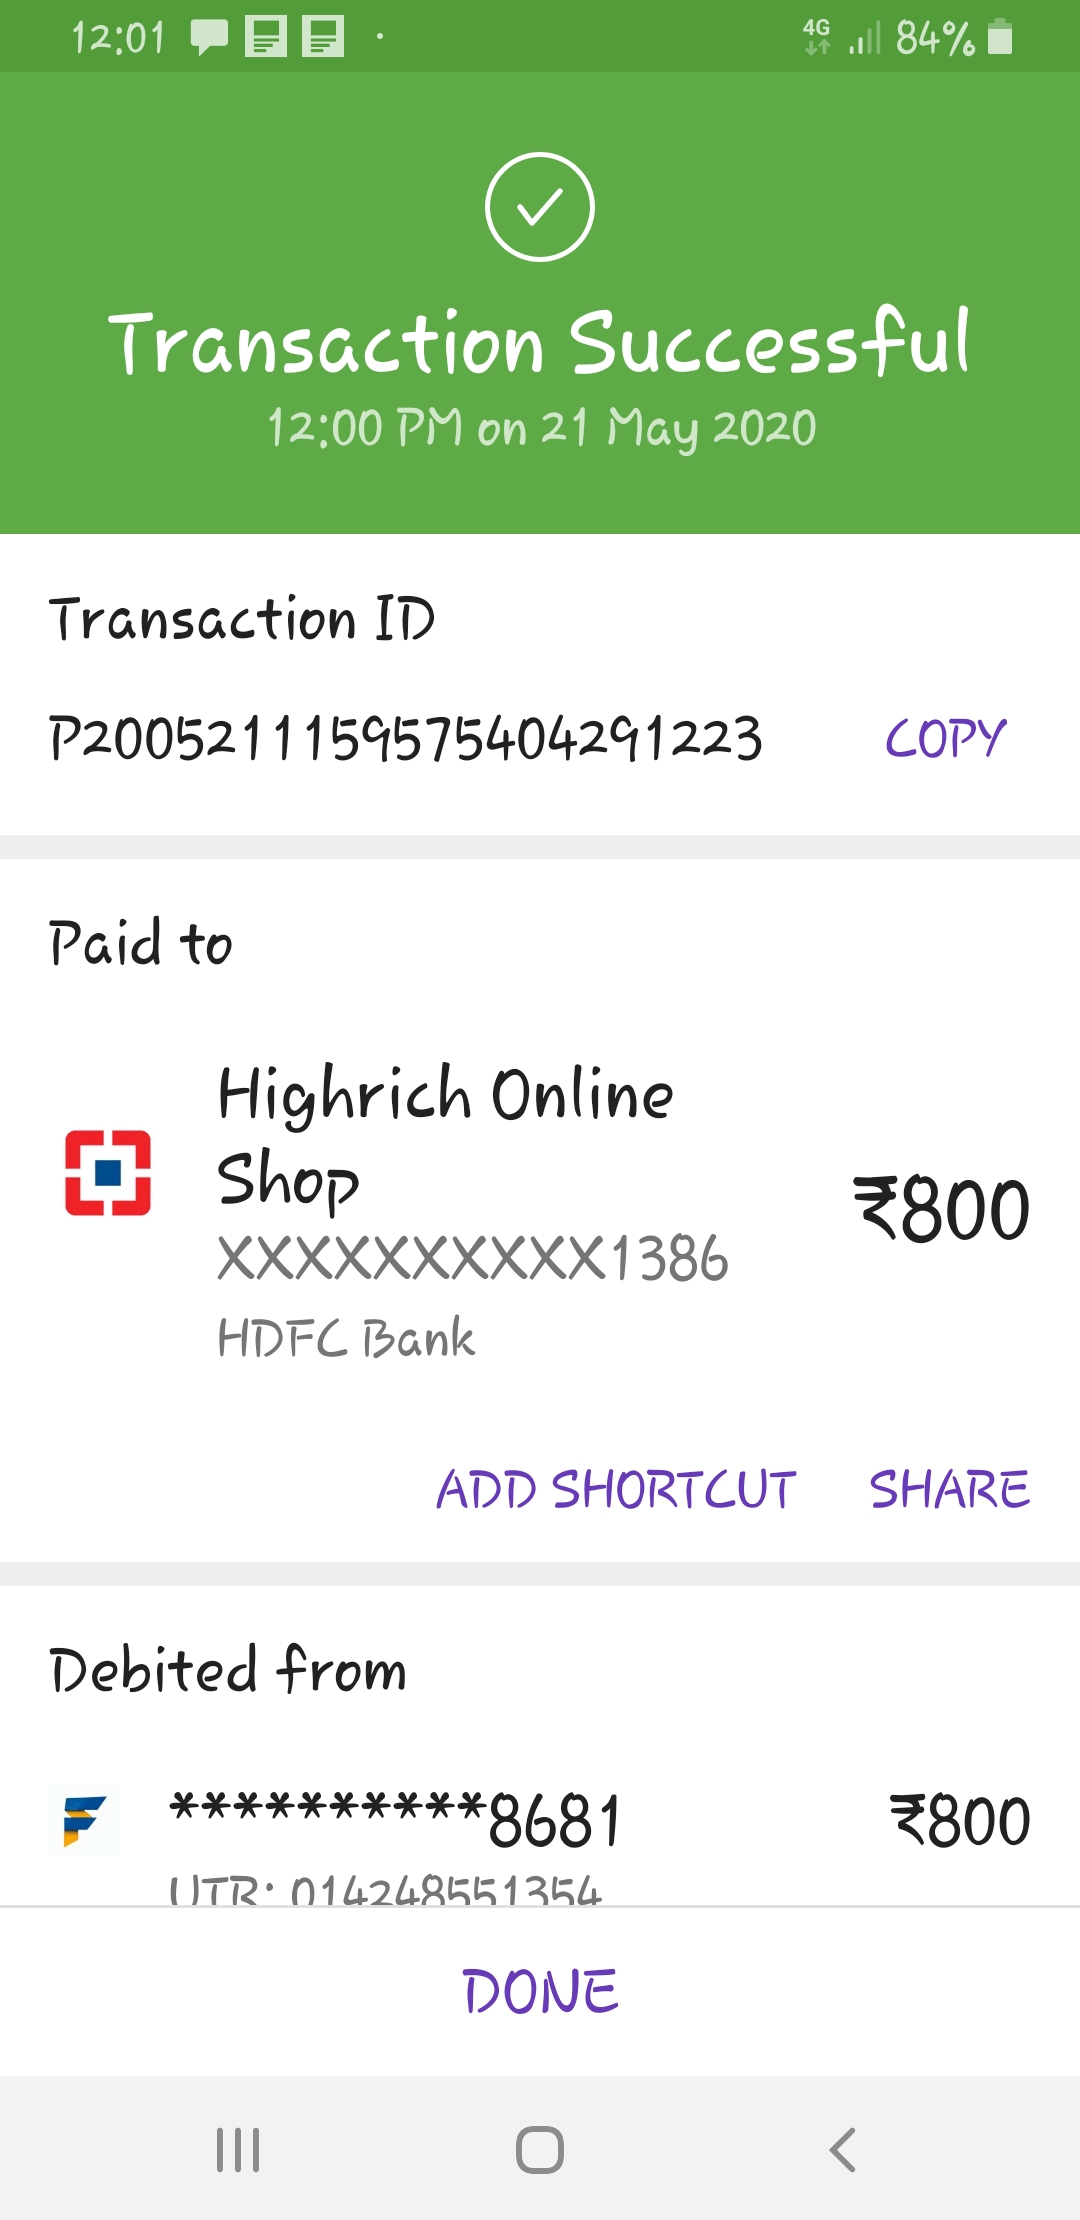 12:01
4G
84%
Transaction Successful
12:00 PM on 21 May 2020
Transaction ID
P2005211159575404291223
COPY
Paid to
Highrich Online
Shop
₹800
XXXXXXXXXX1386
HDFC Bank
ADD SHORTCUT
SHARE
Debited from
**********8681
₹800
UTR: 014248551354
DONE